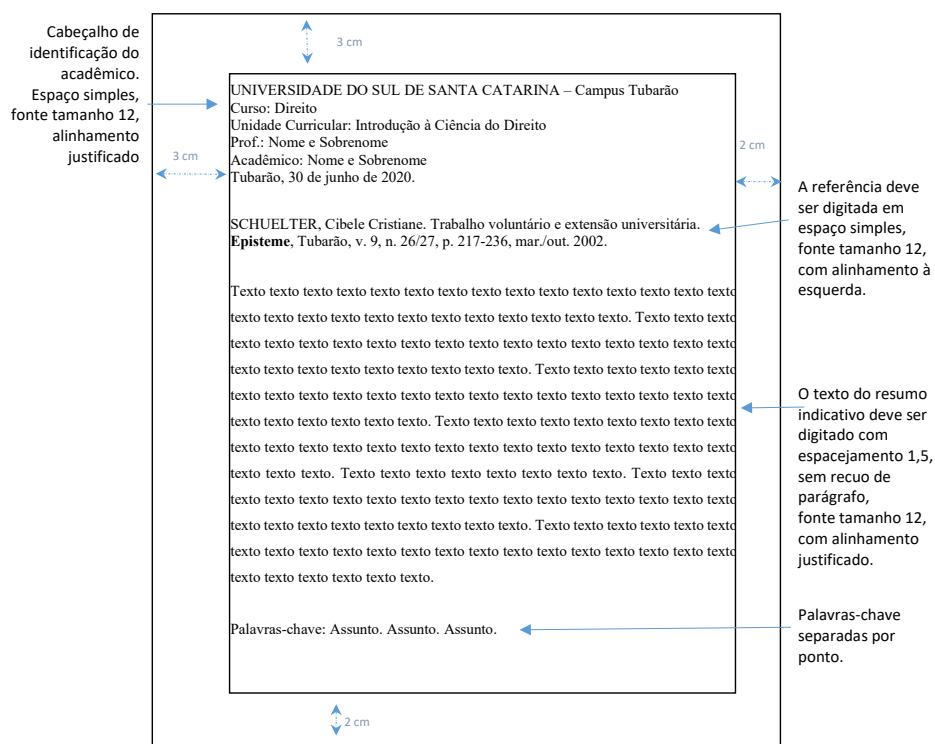 Cabeçalho de
identificação do
acadêmico.
Espaço simples,
fonte tamanho 12,
alinhamento
justificado
3 cm
3 cm
2 cm
UNIVERSIDADE DO SUL DE SANTA CATARINA – Campus Tubarão
Curso: Direito
Unidade Curricular: Introdução à Ciência do Direito
Prof.: Nome e Sobrenome
Acadêmico: Nome e Sobrenome
Tubarão, 30 de junho de 2020.
SCHUELTER, Cibele Cristiane. Trabalho voluntário e extensão universitária.
Episteme, Tubarão, v. 9, n. 26/27, p. 217-236, mar./out. 2002.
A referência deve
ser digitada em
espaço simples,
fonte tamanho 12,
com alinhamento à
esquerda.
Texto texto texto texto texto texto texto texto texto texto texto texto texto texto texto
texto texto texto texto texto texto texto texto texto texto texto texto. Texto texto texto
texto texto texto texto texto texto texto texto texto texto texto texto texto texto texto
texto texto texto texto texto texto texto texto texto. Texto texto texto texto texto texto
texto texto texto texto texto texto texto texto texto texto texto texto texto texto texto
texto texto texto texto texto texto. Texto texto texto texto texto texto texto texto texto
texto texto texto texto texto texto texto texto texto texto texto texto texto texto texto
texto texto texto. Texto texto texto texto texto texto texto texto. Texto texto texto
texto texto texto texto texto texto texto texto texto texto texto texto texto texto texto
texto texto texto texto texto texto texto texto texto. Texto texto texto texto texto texto
texto texto texto texto texto texto texto texto texto texto texto texto texto texto texto
texto texto texto texto texto texto.
O texto do resumo
indicativo deve ser
digitado com
espacejamento 1,5,
sem recuo de
parágrafo,
fonte tamanho 12,
com alinhamento
justificado.
Palavras-chave: Assunto. Assunto. Assunto.
Palavras-chave
separadas por
ponto.
2 cm